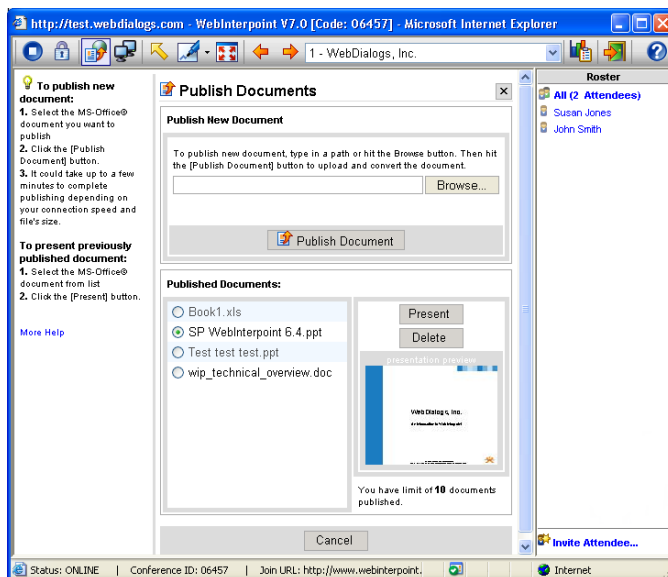 http://test.webdialogs.com - WebInterpoint V7.0 [Code: 06457] - Microsoft Internet Explorer
1 - WebDialogs, Inc.
To publish new
document:
1. Select the MS-Office®
document you want to
publish
2. Click the [Publish
Document] button.
3. It could take up to a few
minutes to complete
publishing depending on
your connection speed and
file's size.
To present previously
published document:
1. Select the MS-Office®
document from list
2. Click the [Present] button.
More Help
Publish Documents
Publish New Document
To publish new document, type in a path or hit the Browse button. Then hit
the [Publish Document] button to upload and convert the document.
Browse...
Publish Document
Published Documents:
Book1.xls
SP WebInterpoint 6.4.ppt
Test test test.ppt
wip_technical_overview.doc
Present
Delete
presentation preview
WebDialogs, Inc.
An Introduction to WebInterpoint
You have limit of 10 documents
published.
Cancel
Roster
All (2 Attendees)
Susan Jones
John Smith
Invite Attendee...
Status: ONLINE | Conference ID: 06457 | Join URL: http://www.webinterpoint.
Internet